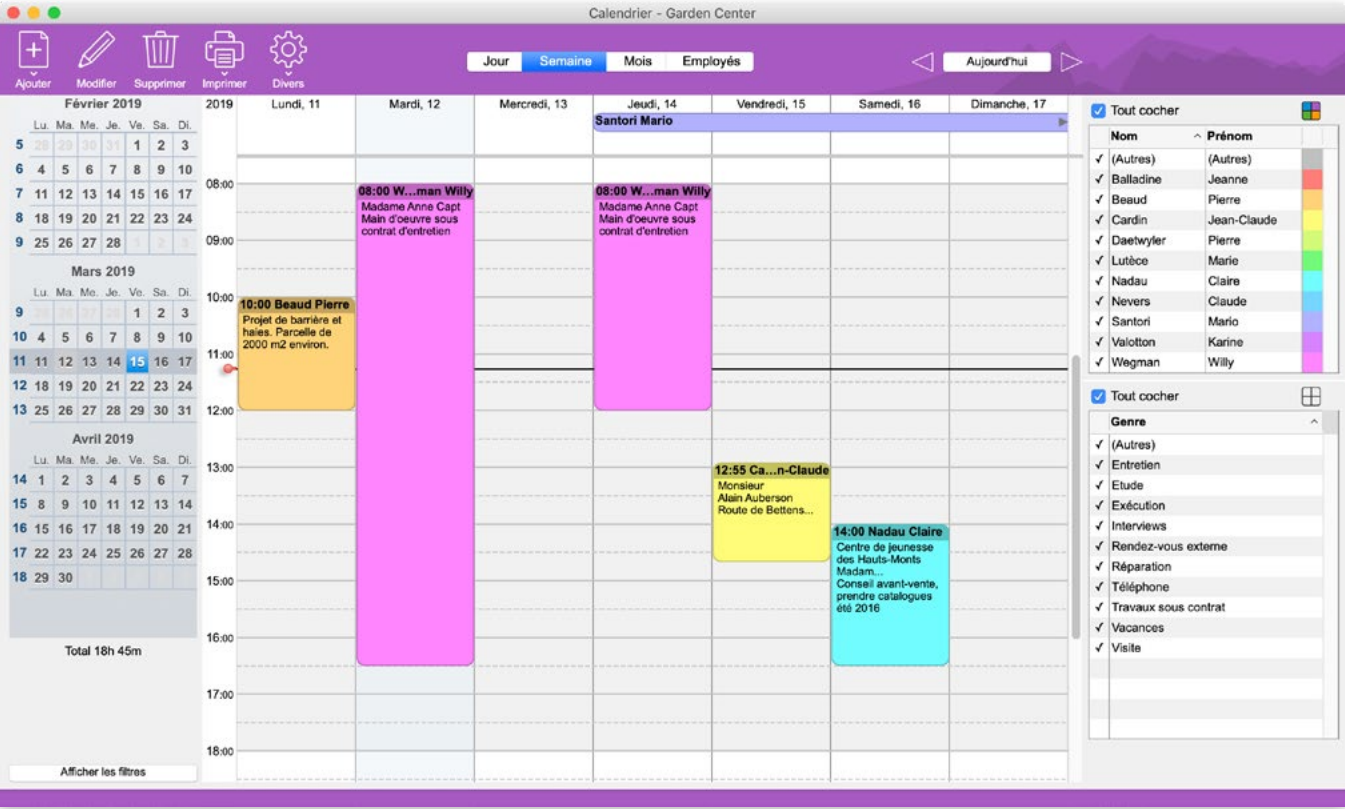 Calendrier - Garden Center
Ajouter Modifier Supprimer Imprimer Divers
Jour Semaine Mois Employés
Aujourd'hui
Février 2019
Lu. Ma. Me. Je. Ve. Sa. Di.
5 28 29 30 31 1 2 3
6 4 5 6 7 8 9 10
7 11 12 13 14 15 16 17
8 18 19 20 21 22 23 24
9 25 26 27 28 1 2 3
Mars 2019
Lu. Ma. Me. Je. Ve. Sa. Di.
9 25 26 27 28 1 2 3
10 4 5 6 7 8 9 10
11 11 12 13 14 15 16 17
12 18 19 20 21 22 23 24
13 25 26 27 28 29 30 31
Avril 2019
Lu. Ma. Me. Je. Ve. Sa. Di.
14 1 2 3 4 5 6 7
15 8 9 10 11 12 13 14
16 15 16 17 18 19 20 21
17 22 23 24 25 26 27 28
18 29 30
Total 18h 45m
Afficher les filtres
2019 Lundi, 11 Mardi, 12 Mercredi, 13 Jeudi, 14 Vendredi, 15 Samedi, 16 Dimanche, 17
Santori Mario
08:00
09:00
10:00
11:00
12:00
13:00
14:00
15:00
16:00
17:00
18:00
10:00 Beaud Pierre
Projet de barrière et
haies. Parcelle de
2000 m2 environ.
08:00 W...man Willy
Madame Anne Capt
Main d'oeuvre sous
contrat d'entretien
08:00 W...man Willy
Madame Anne Capt
Main d'oeuvre sous
contrat d'entretien
12:55 Ca...n-Claude
Monsieur
Alain Auberson
Route de Bettens...
14:00 Nadau Claire
Centre de jeunesse
des Hauts-Monts
Madam...
Conseil avant-vente,
prendre catalogues
été 2016
Tout cocher
Nom Prénom
(Autres) (Autres)
Balladine Jeanne
Beaud Pierre
Cardin Jean-Claude
Daetwyler Pierre
Lutèce Marie
Nadau Claire
Nevers Claude
Santori Mario
Valotton Karine
Wegman Willy
Tout cocher
Genre
(Autres)
Entretien
Etude
Exécution
Interviews
Rendez-vous externe
Réparation
Téléphone
Travaux sous contrat
Vacances
Visite